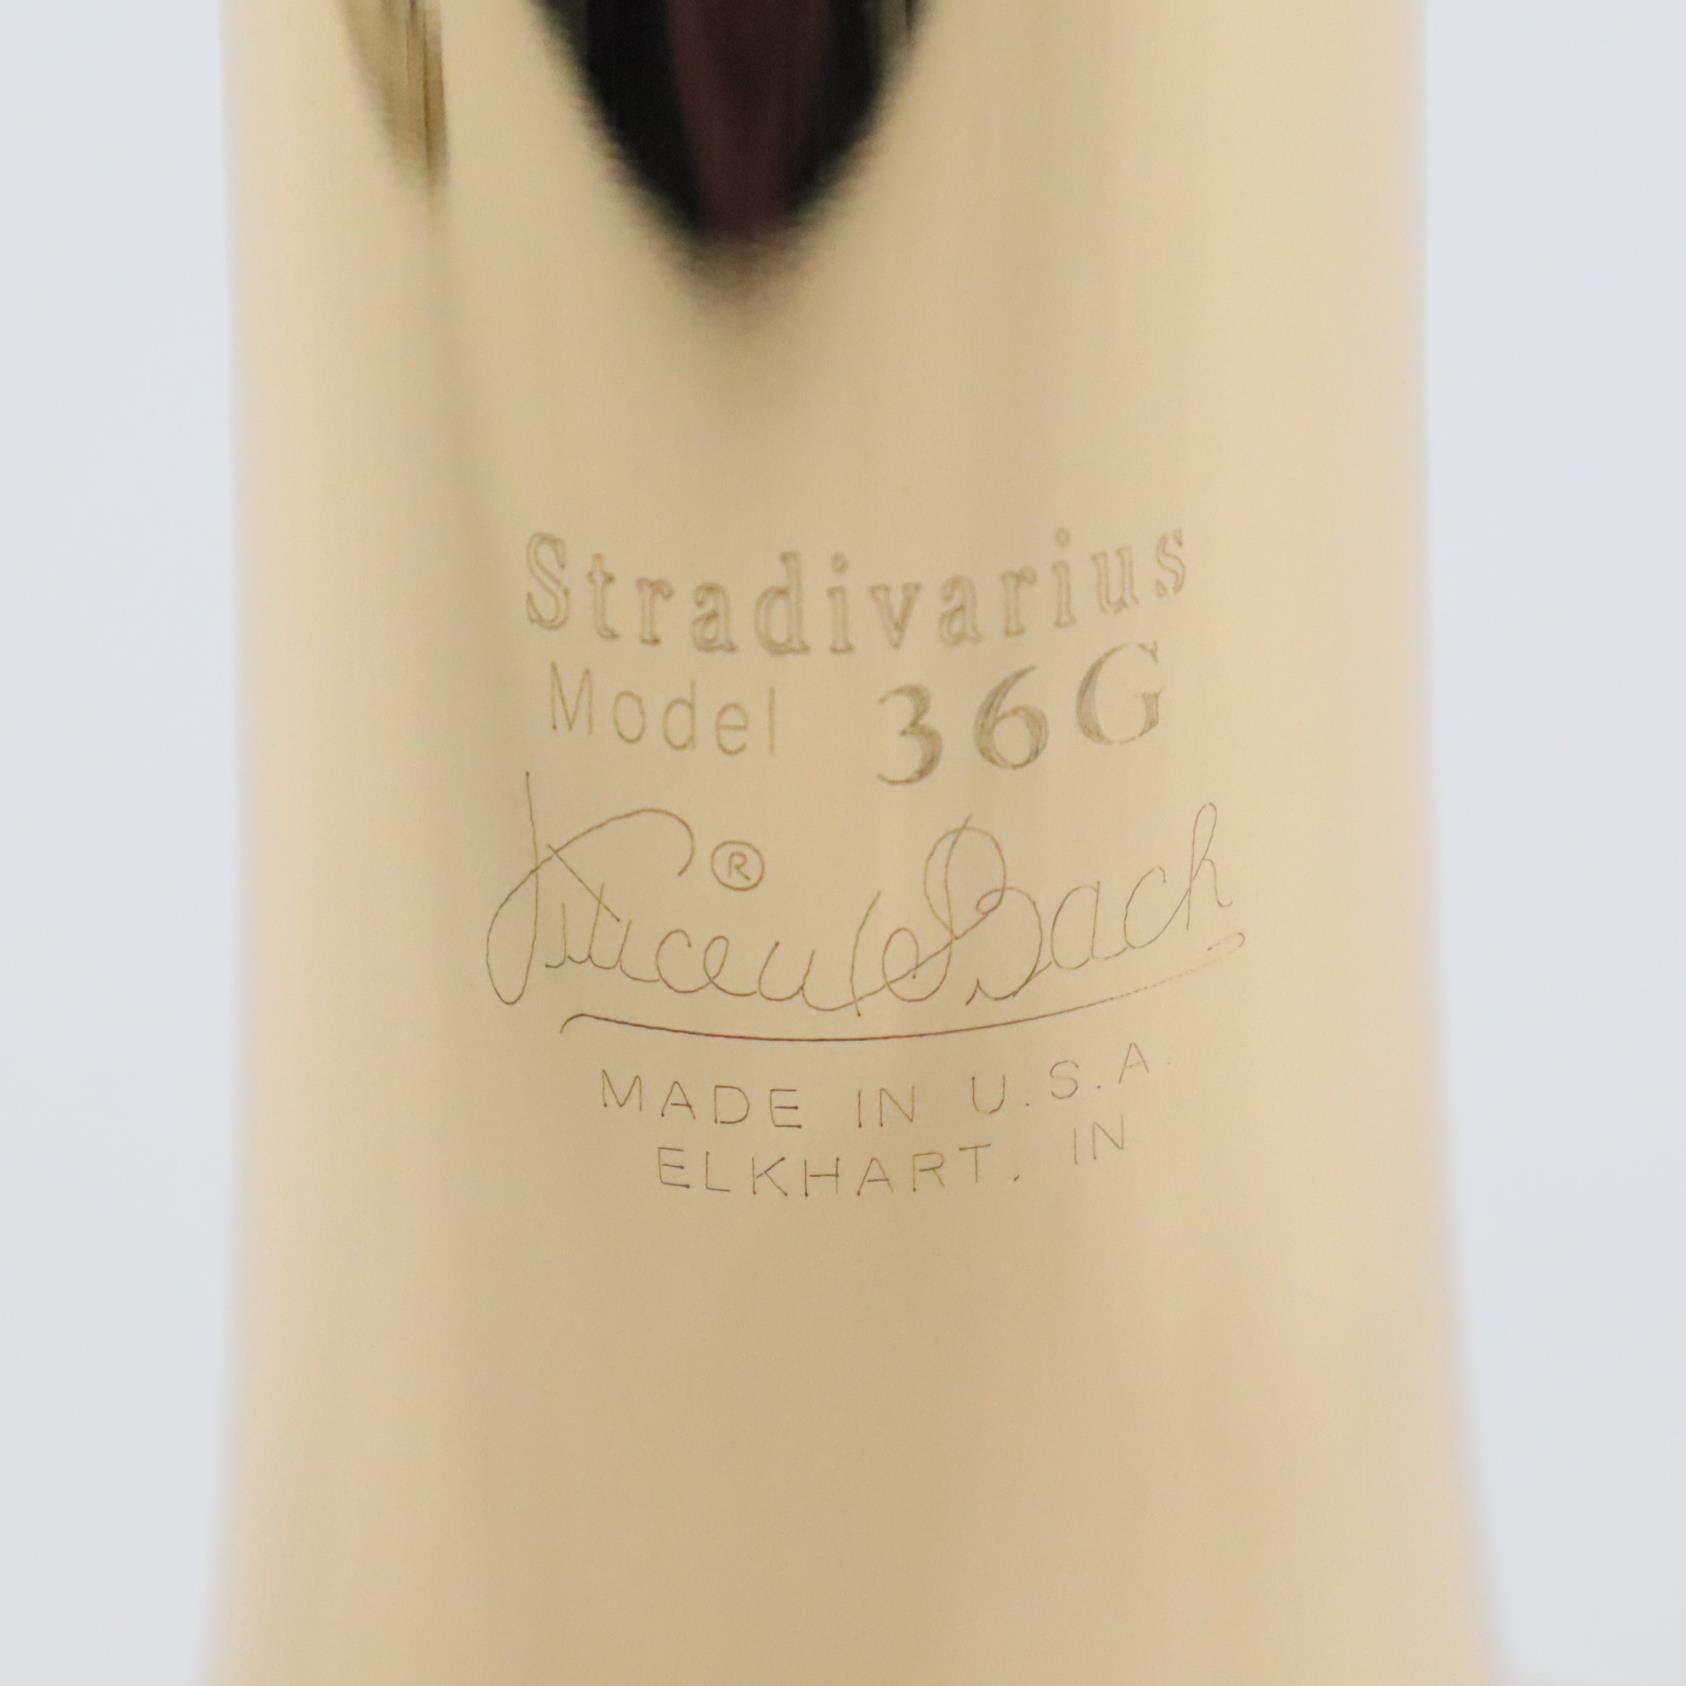 Stradivarius
Model 36G
®
Vincent Bach
MADE IN U.S.A.
ELKHART, IN